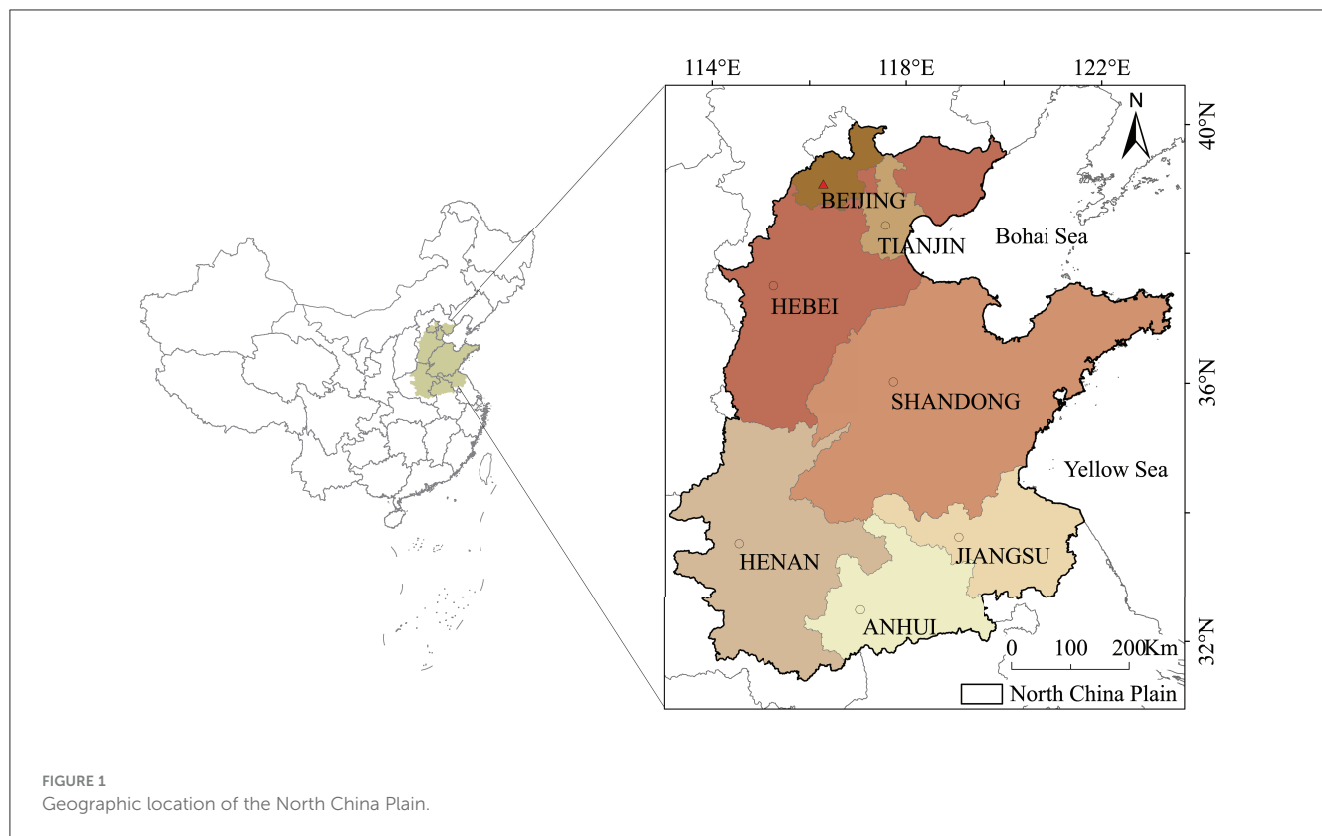 114°E 118°E 122°E
N
40°N
BEIJING
TIANJIN
Bohai Sea
HEBEI
36°N
SHANDONG
Yellow Sea
HENAN
JIANGSU
ANHUI
32°N
0 100 200Km
North China Plain
FIGURE 1
Geographic location of the North China Plain.